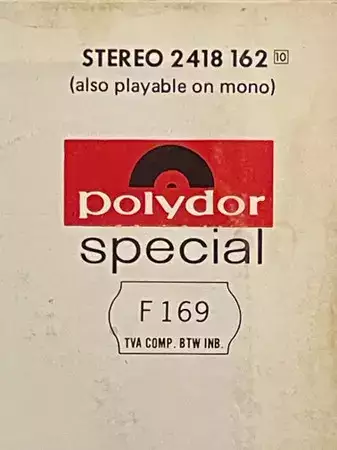 STEREO 2418 162 10
(also playable on mono)
polydor
special
F 169
TVA COMP. BTW INB.